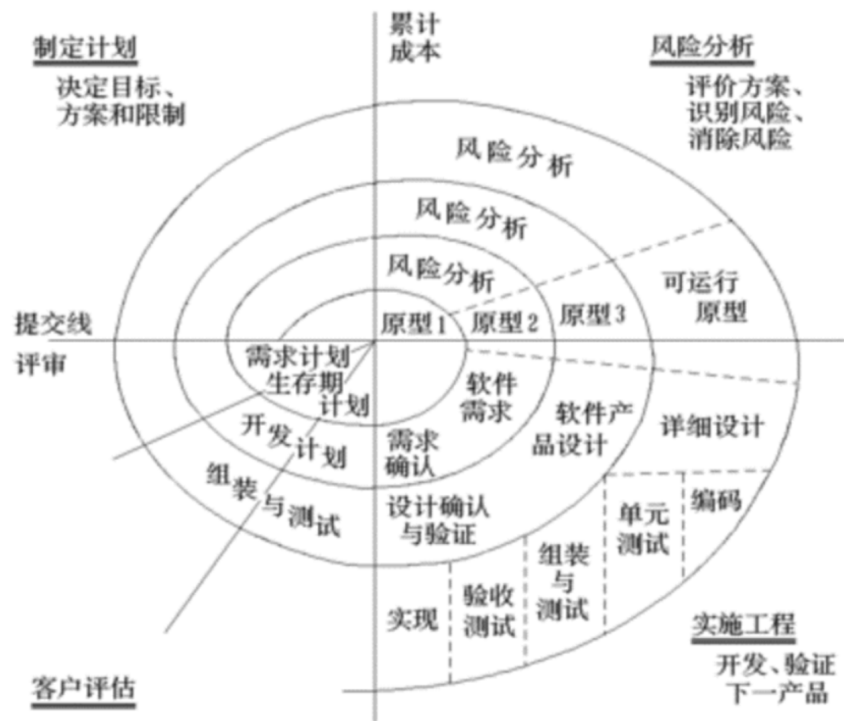 累计
成本
制定计划
决定目标、
方案和限制
风险分析
评价方案、
识别风险、
消除风险
风险分析
风险分析
风险分析
可运行
原型
原型1
原型2
原型3
提交线
评审
需求计划
生存期
计划
软件
需求
软件产
品设计
详细设计
开发计划
需求
确认
组装与测试
设计确认
与验证
单元
测试
编码
组装
与
测试
实现
验收
测试
实施工程
开发、验证
下一产品
客户评估